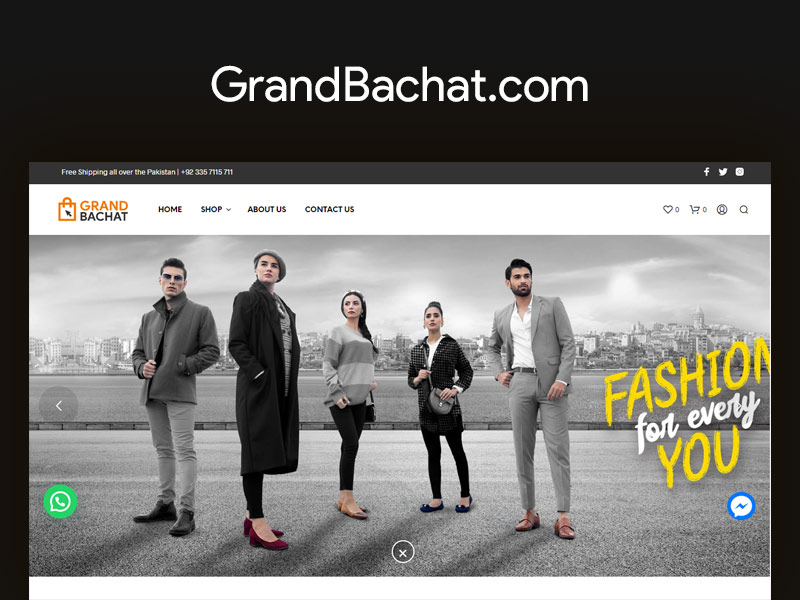 GrandBachat.com
Free Shipping all over the Pakistan | +92 335 7115 711
GRAND
BACHAT
HOME
SHOP
ABOUT US
CONTACT US
0
0
FASHION
for every
YOU